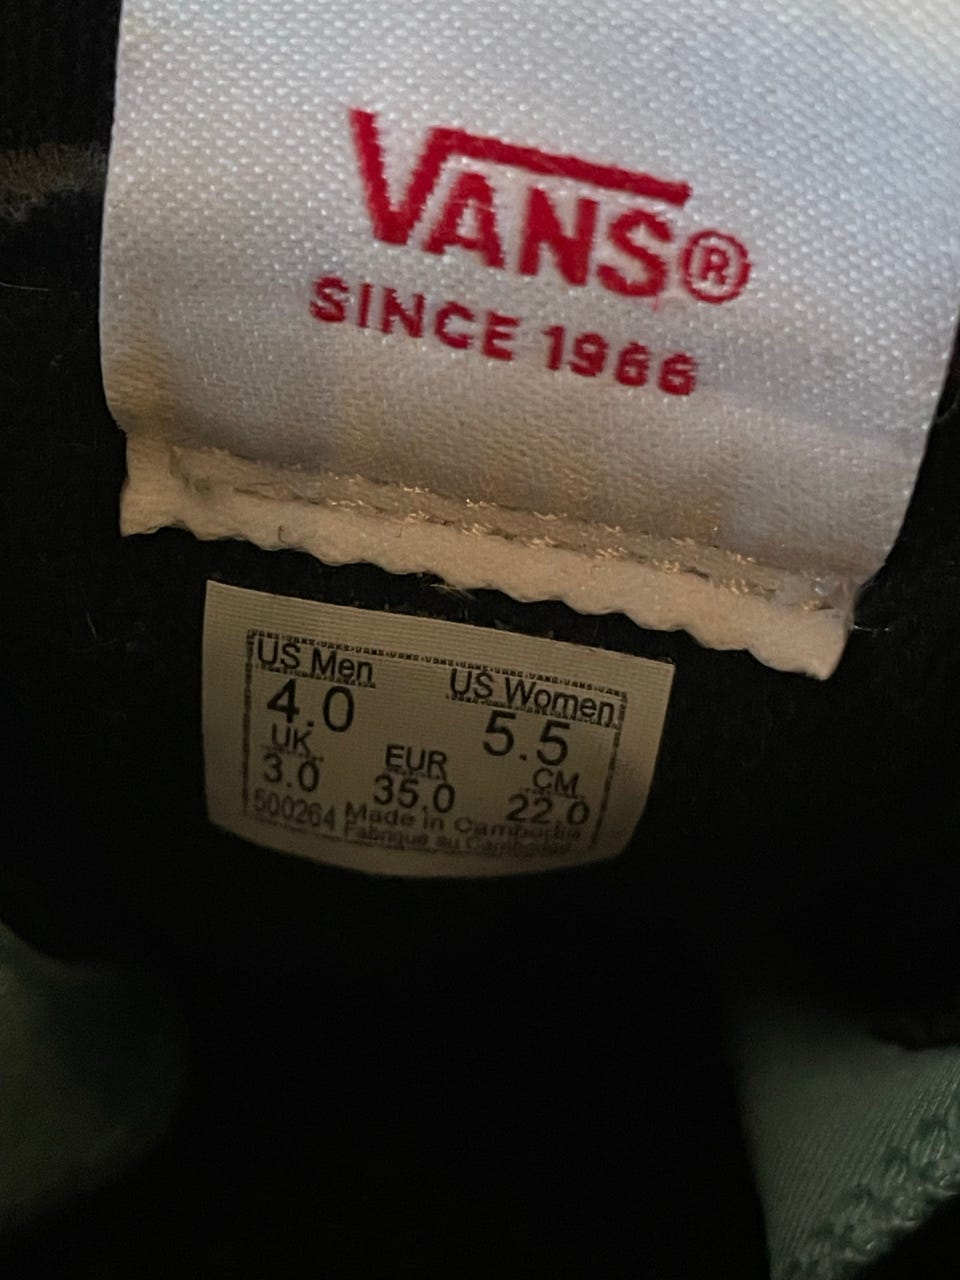 VANS®
SINCE 1966
US Men US Women
4.0 5.5
UK EUR CM
3.0 35.0 22.0
500264 Made in Cambodia
Fabriqué au Cambodge